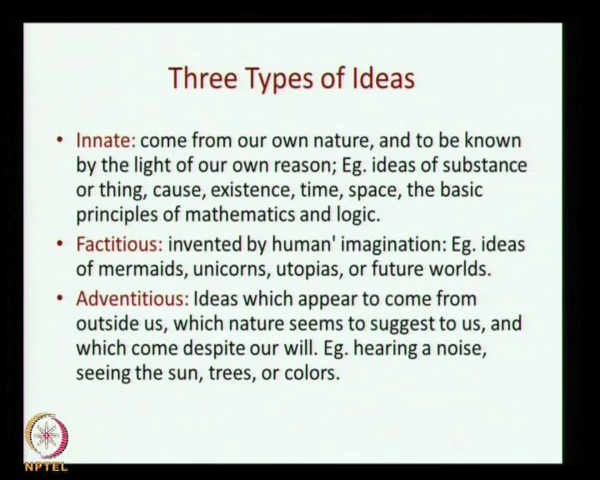 Three Types of Ideas
• Innate: come from our own nature, and to be known
by the light of our own reason; Eg. ideas of substance
or thing, cause, existence, time, space, the basic
principles of mathematics and logic.
• Factitious: invented by human' imagination: Eg. ideas
of mermaids, unicorns, utopias, or future worlds.
• Adventitious: Ideas which appear to come from
outside us, which nature seems to suggest to us, and
which come despite our will. Eg. hearing a noise,
seeing the sun, trees, or colors.
NPTEL